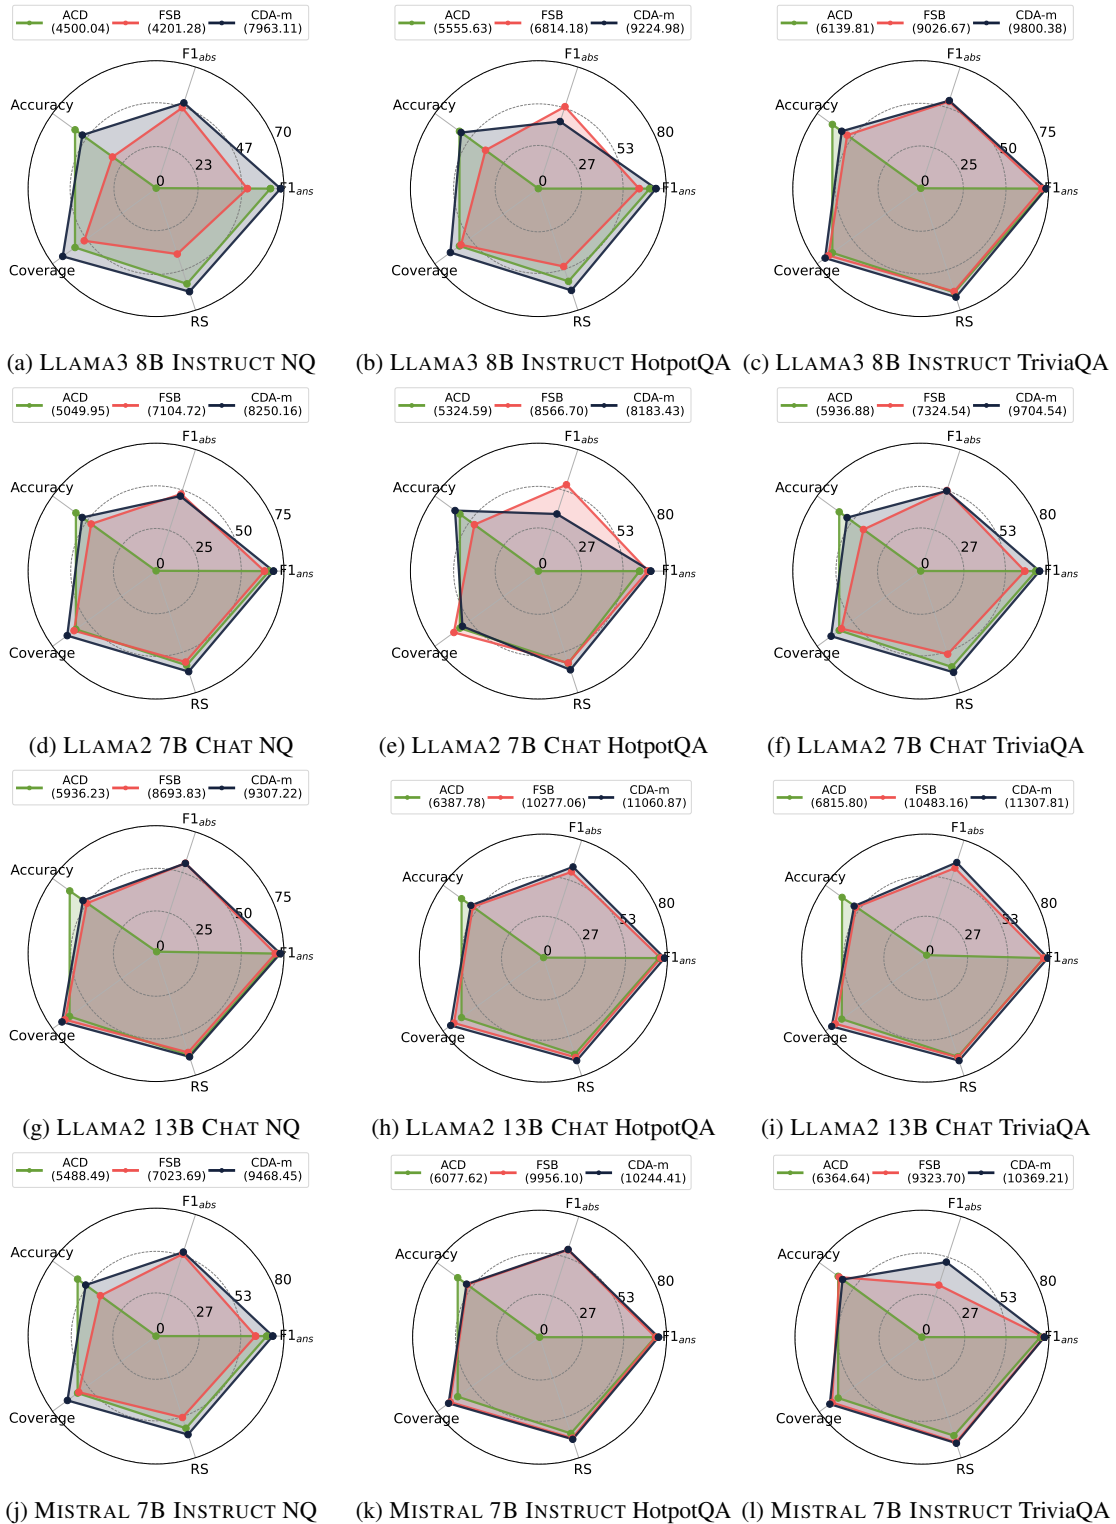 ACD FSB CDA-m
(4500.04) (4201.28) (7963.11)
F1abs
Accuracy
70
47
23
0
F1ans
Coverage
RS
(a) LLAMA3 8B INSTRUCT NQ
ACD FSB CDA-m
(5555.63) (6814.18) (9224.98)
F1abs
Accuracy
80
53
27
0
F1ans
Coverage
RS
(b) LLAMA3 8B INSTRUCT HotpotQA
ACD FSB CDA-m
(6139.81) (9026.67) (9800.38)
F1abs
Accuracy
75
50
25
0
F1ans
Coverage
RS
(c) LLAMA3 8B INSTRUCT TriviaQA
ACD FSB CDA-m
(5049.95) (7104.72) (8250.16)
F1abs
Accuracy
75
50
25
0
F1ans
Coverage
RS
(d) LLAMA2 7B CHAT NQ
ACD FSB CDA-m
(5324.59) (8566.70) (8183.43)
F1abs
Accuracy
80
53
27
0
F1ans
Coverage
RS
(e) LLAMA2 7B CHAT HotpotQA
ACD FSB CDA-m
(5936.88) (7324.54) (9704.54)
F1abs
Accuracy
80
53
27
0
F1ans
Coverage
RS
(f) LLAMA2 7B CHAT TriviaQA
ACD FSB CDA-m
(5936.23) (8693.83) (9307.22)
F1abs
Accuracy
75
50
25
0
F1ans
Coverage
RS
(g) LLAMA2 13B CHAT NQ
ACD FSB CDA-m
(6387.78) (10277.06) (11060.87)
F1abs
Accuracy
80
53
27
0
F1ans
Coverage
RS
(h) LLAMA2 13B CHAT HotpotQA
ACD FSB CDA-m
(6815.80) (10483.16) (11307.81)
F1abs
Accuracy
80
53
27
0
F1ans
Coverage
RS
(i) LLAMA2 13B CHAT TriviaQA
ACD FSB CDA-m
(5488.49) (7023.69) (9468.45)
F1abs
Accuracy
80
53
27
0
F1ans
Coverage
RS
(j) MISTRAL 7B INSTRUCT NQ
ACD FSB CDA-m
(6077.62) (9956.10) (10244.41)
F1abs
Accuracy
80
53
27
0
F1ans
Coverage
RS
(k) MISTRAL 7B INSTRUCT HotpotQA
ACD FSB CDA-m
(6364.64) (9323.70) (10369.21)
F1abs
Accuracy
80
53
27
0
F1ans
Coverage
RS
(l) MISTRAL 7B INSTRUCT TriviaQA